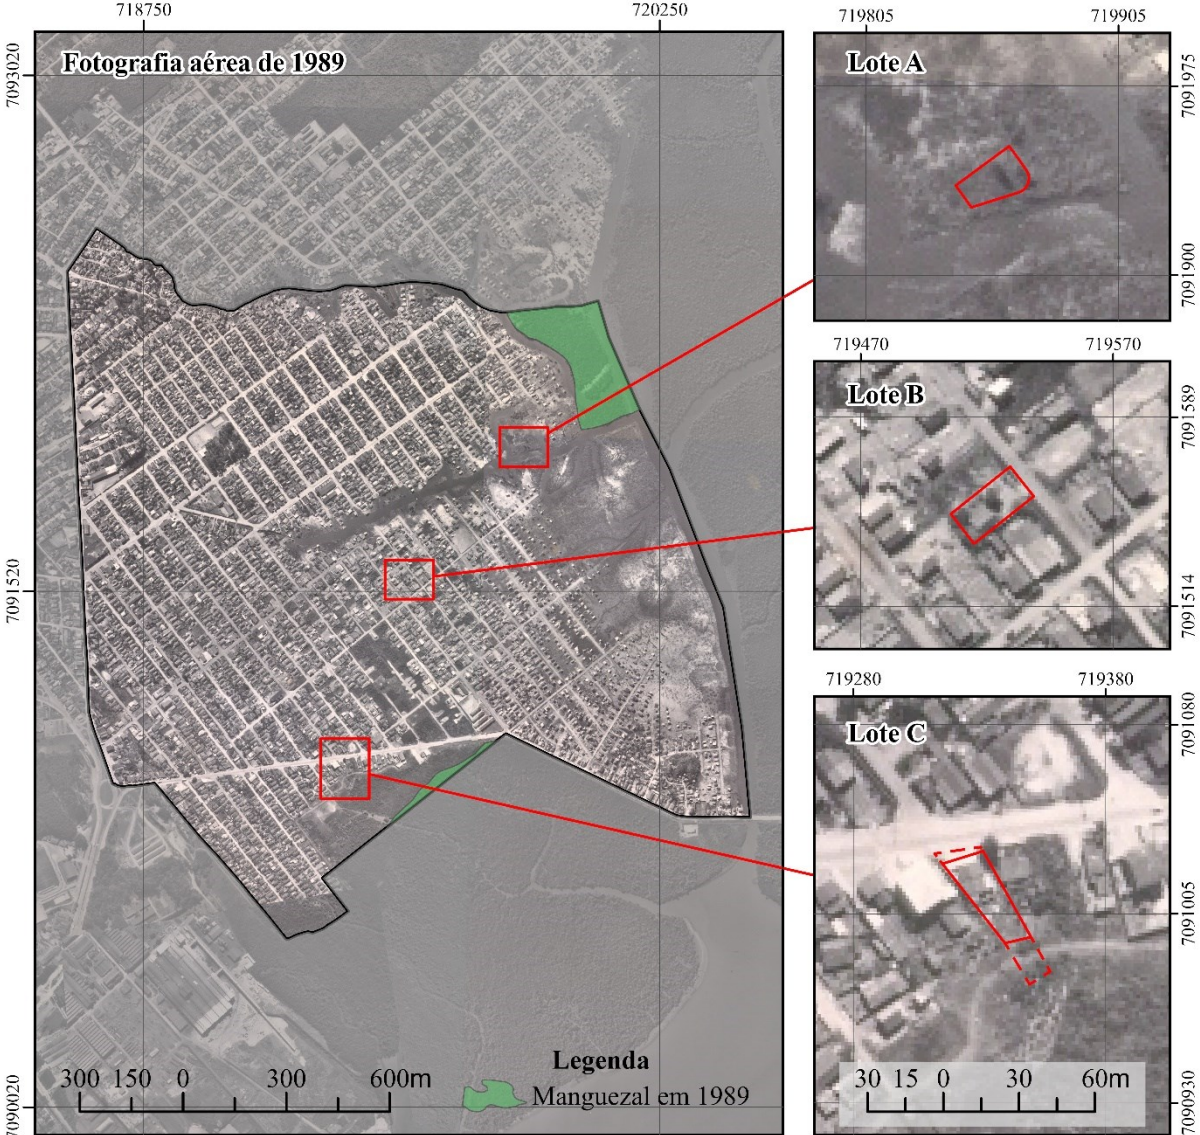 718750
720250
7093020
7091520
7090020
Fotografia aérea de 1989
300 150 0 300 600m
Legenda
Manguezal em 1989
719805
719905
Lote A
7091975
7091900
719470
719570
Lote B
7091589
7091514
719280
719380
Lote C
7091080
7091005
7090930
30 15 0 30 60m